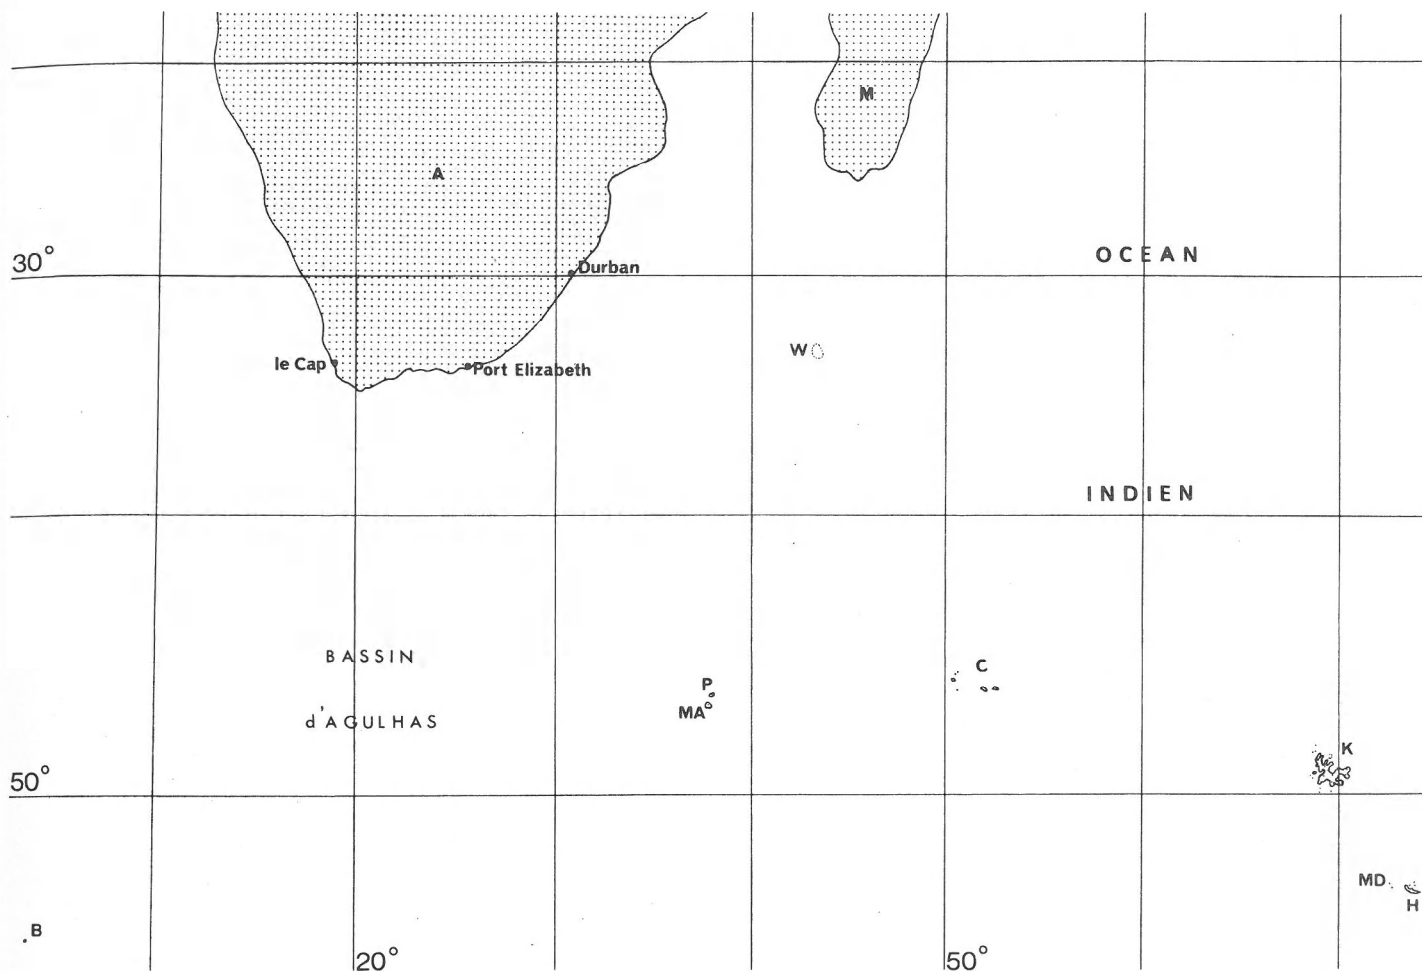 M
A
30°
OCEAN
Durban
W
le Cap
Port Elizabeth
INDIEN
BASSIN
C
P
MA
d'AGULHAS
K
50°
MD
H
B
20°
50°